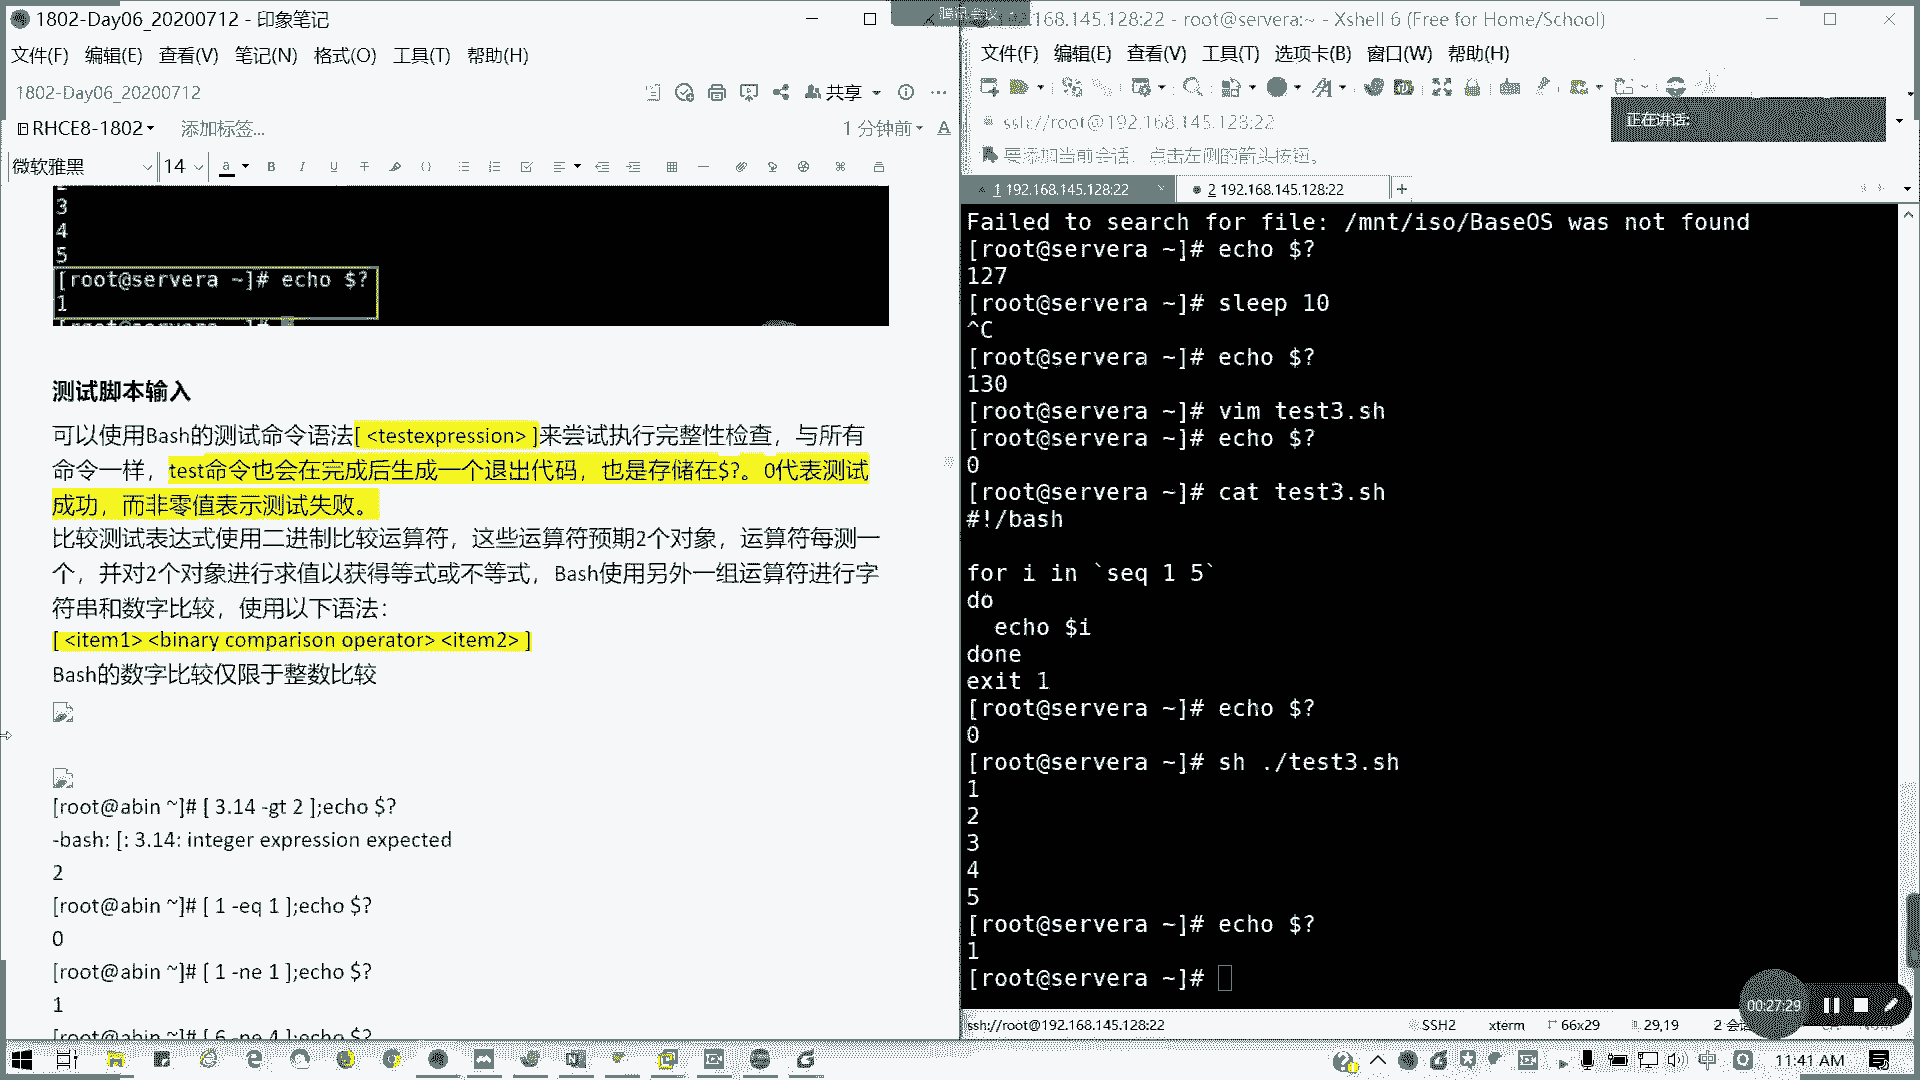 1802-Day06_20200712 - 印象笔记
文件(F) 编辑(E) 查看(V) 笔记(N) 格式(O) 工具(T) 帮助(H)
1802-Day06_20200712
共享
RHCE8-1802
添加标签...
1 分钟前
微软雅黑
14
3
4
5
[root@servera ~]# echo $?
1
测试脚本输入
可以使用Bash的测试命令语法[ <testexpression> ]来尝试执行完整性检查，与所有
命令一样，test命令也会在完成后生成一个退出代码，也是存储在$?。0代表测试
成功，而非零值表示测试失败。
比较测试表达式使用二进制比较运算符，这些运算符预期2个对象，运算符每测一
个，并对2个对象进行求值以获得等式或不等式，Bash使用另外一组运算符进行字
符串和数字比较，使用以下语法：
[ <item1> <binary comparison operator> <item2> ]
Bash的数字比较仅限于整数比较
[root@abin ~]# [ 3.14 -gt 2 ];echo $?
-bash: [: 3.14: integer expression expected
2
[root@abin ~]# [ 1 -eq 1 ];echo $?
0
[root@abin ~]# [ 1 -ne 1 ];echo $?
1
腾讯会议
192.168.145.128:22 - root@servera:~ - Xshell 6 (Free for Home/School)
文件(F) 编辑(E) 查看(V) 工具(T) 选项卡(B) 窗口(W) 帮助(H)
ssh://root@192.168.145.128:22
正在讲话:
要添加当前会话，点击左侧的箭头按钮。
1 192.168.145.128:22
2 192.168.145.128:22
Failed to search for file: /mnt/iso/BaseOS was not found
[root@servera ~]# echo $?
127
[root@servera ~]# sleep 10
^C
[root@servera ~]# echo $?
130
[root@servera ~]# vim test3.sh
[root@servera ~]# echo $?
0
[root@servera ~]# cat test3.sh
#!/bash
for i in `seq 1 5`
do
echo $i
done
exit 1
[root@servera ~]# echo $?
0
[root@servera ~]# sh ./test3.sh
1
2
3
4
5
[root@servera ~]# echo $?
1
[root@servera ~]#
00:27:29
ssh://root@192.168.145.128:22
SSH2
xterm
66x29
29,19
2 会
中
11:41 AM